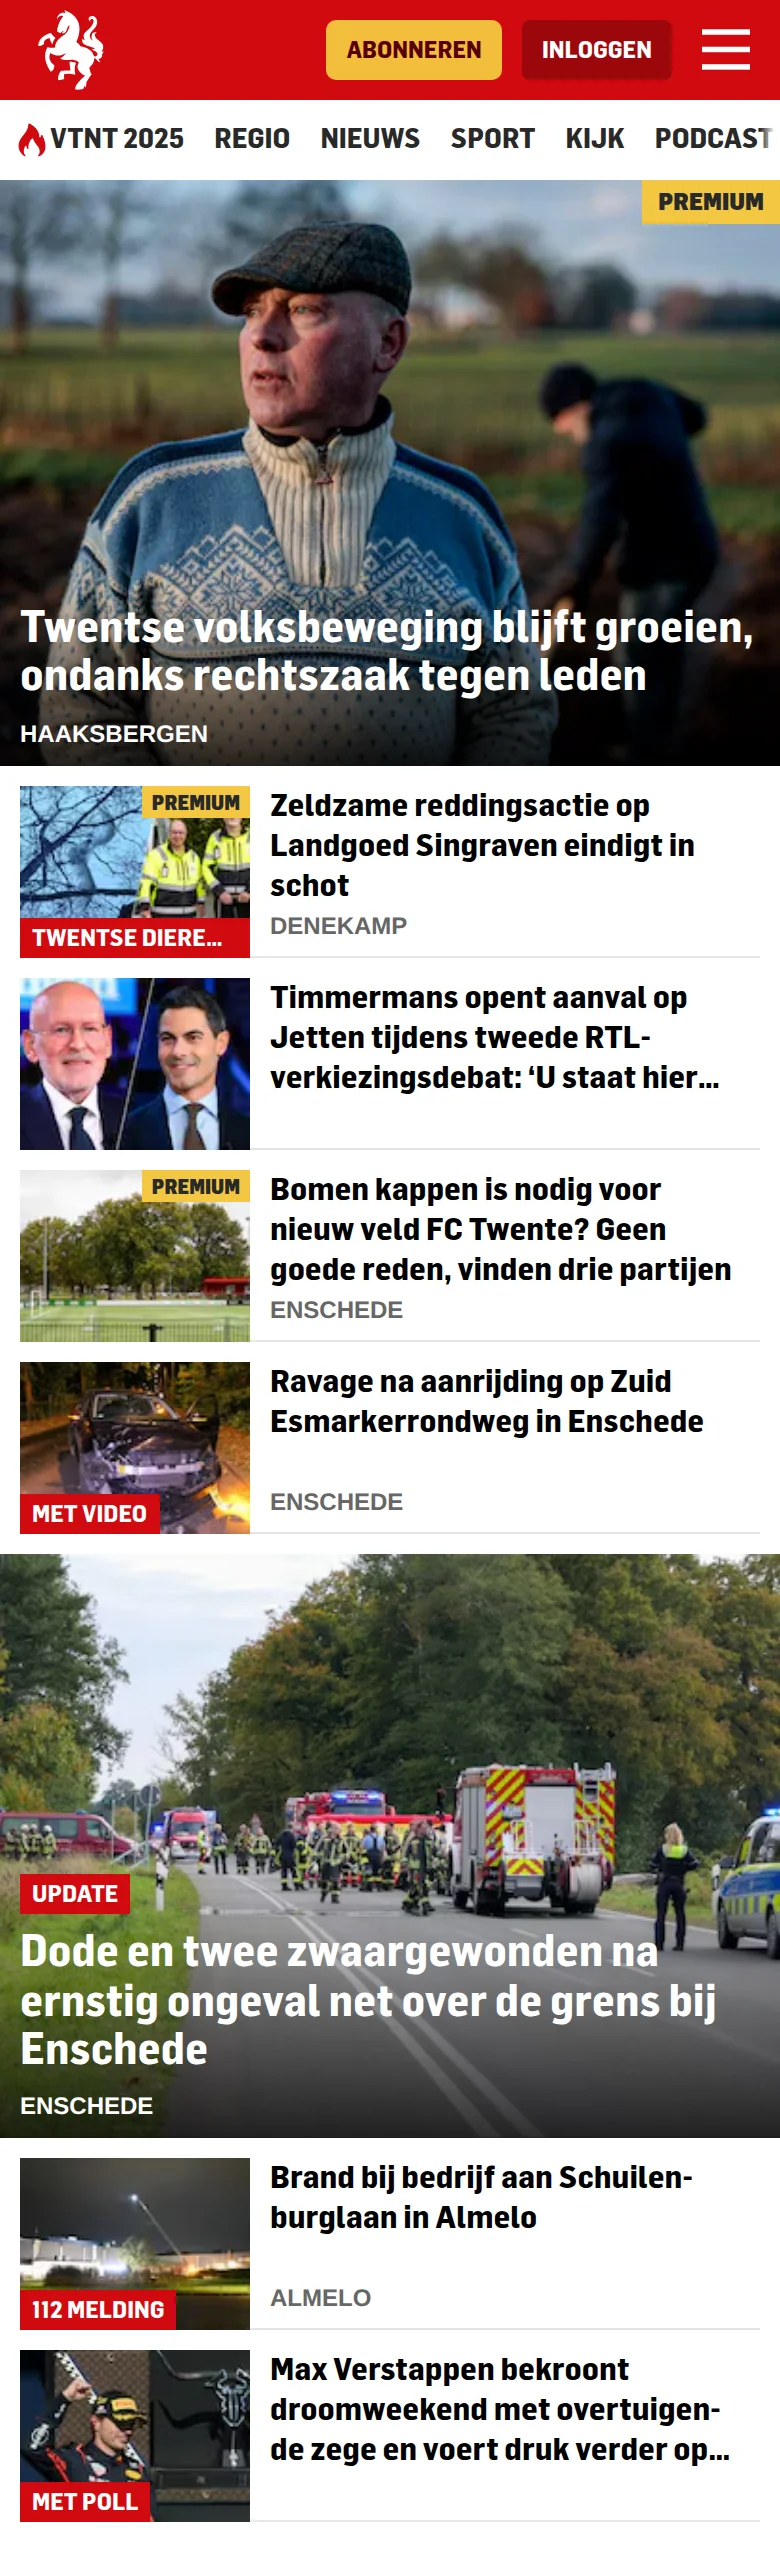 ABONNEREN
INLOGGEN
VTNT 2025 REGIO NIEUWS SPORT KIJK PODCAST
PREMIUM
Twentse volksbeweging blijft groeien,
ondanks rechtszaak tegen leden
HAAKSBERGEN
PREMIUM
TWENTSE DIERE...
Zeldzame reddingsactie op
Landgoed Singraven eindigt in
schot
DENEKAMP
Timmermans opent aanval op
Jetten tijdens tweede RTL-
verkiezingsdebat: ‘U staat hier...
PREMIUM
Bomen kappen is nodig voor
nieuw veld FC Twente? Geen
goede reden, vinden drie partijen
ENSCHEDE
MET VIDEO
Ravage na aanrijding op Zuid
Esmarkerrondweg in Enschede
ENSCHEDE
UPDATE
Dode en twee zwaargewonden na
ernstig ongeval net over de grens bij
Enschede
ENSCHEDE
112 MELDING
Brand bij bedrijf aan Schuilen-
burglaan in Almelo
ALMELO
MET POLL
Max Verstappen bekroont
droomweekend met overtuigen-
de zege en voert druk verder op...